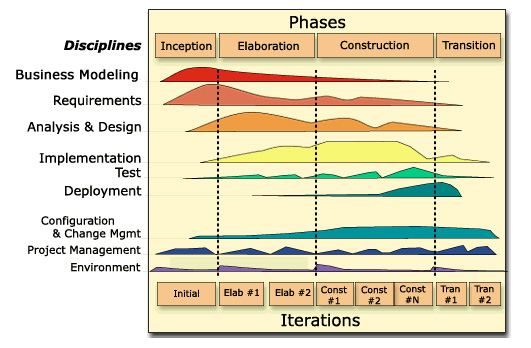 Phases
Disciplines
Inception
Elaboration
Construction
Transition
Business Modeling
Requirements
Analysis & Design
Implementation
Test
Deployment
Configuration
& Change Mgmt
Project Management
Environment
Initial
Elab #1
Elab #2
Const
#1
Const
#2
Const
#N
Tran
#1
Tran
#2
Iterations